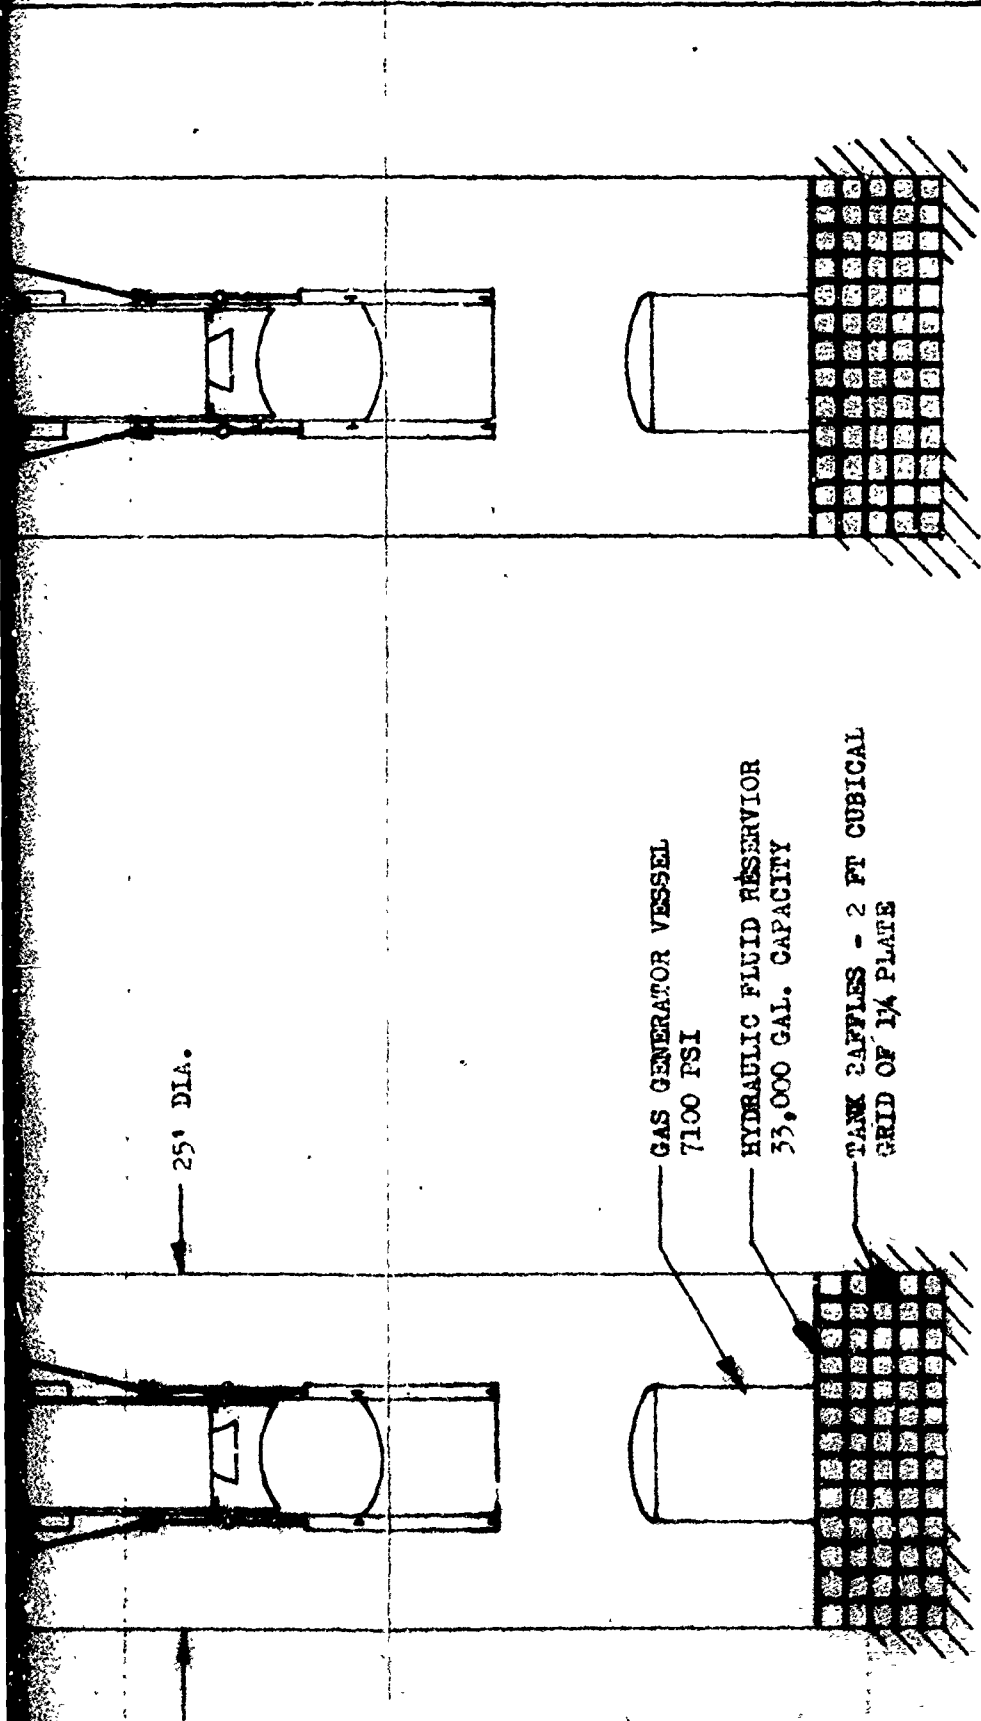 25' DIA.
GAS GENERATOR VESSEL
7100 PSI
HYDRAULIC FLUID RESERVIOR
33,000 GAL. CAPACITY
TANK BAFFLES - 2 FT CUBICAL
GRID OF 1¼ PLATE